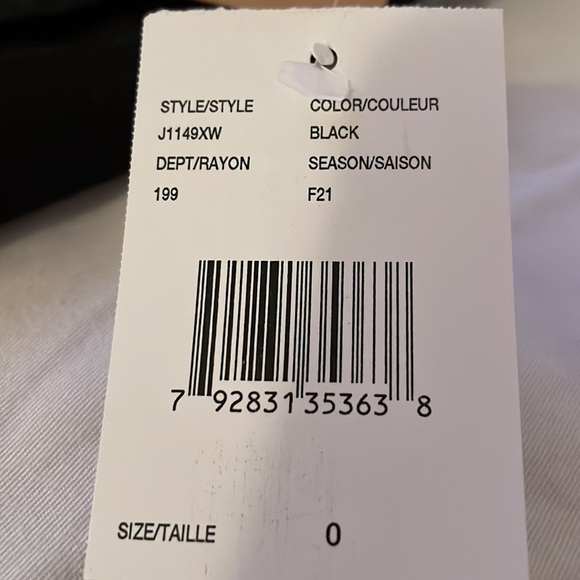 STYLE/STYLE COLOR/COULEUR
J1149XW BLACK
DEPT/RAYON SEASON/SAISON
199 F21
7 92831 35363 8
SIZE/TAILLE 0